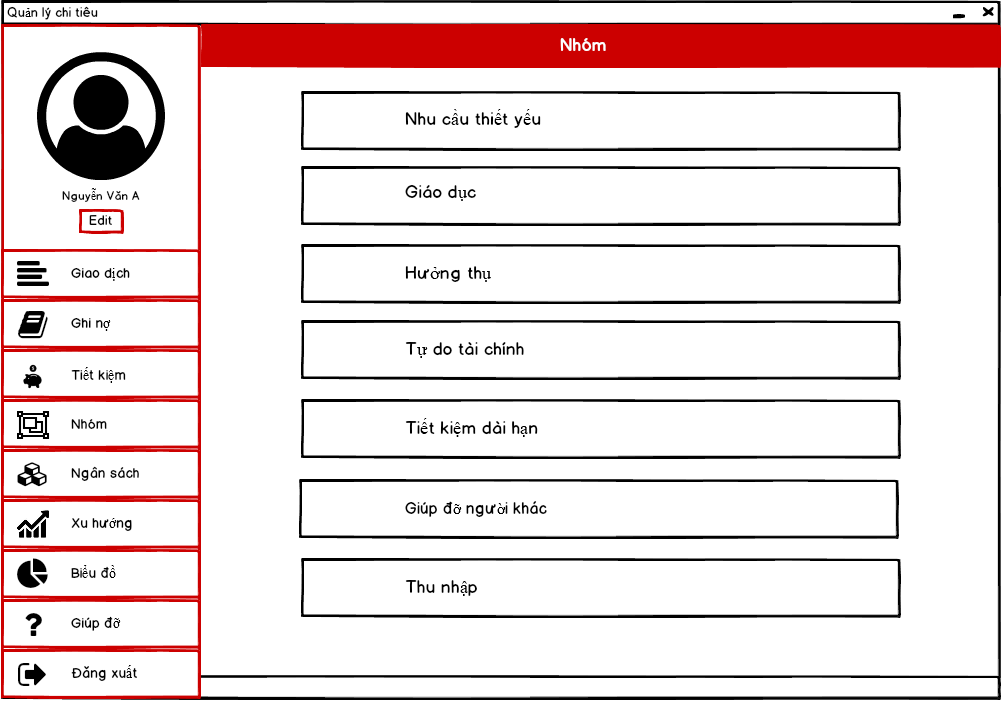 Quản lý chi tiêu
Nhóm
Nguyễn Văn A
Edit
Giao dịch
Ghi nợ
Tiết kiệm
Nhóm
Ngân sách
Xu hướng
Biểu đồ
Giúp đỡ
Đăng xuất
Nhu cầu thiết yếu
Giáo dục
Hưởng thụ
Tự do tài chính
Tiết kiệm dài hạn
Giúp đỡ người khác
Thu nhập